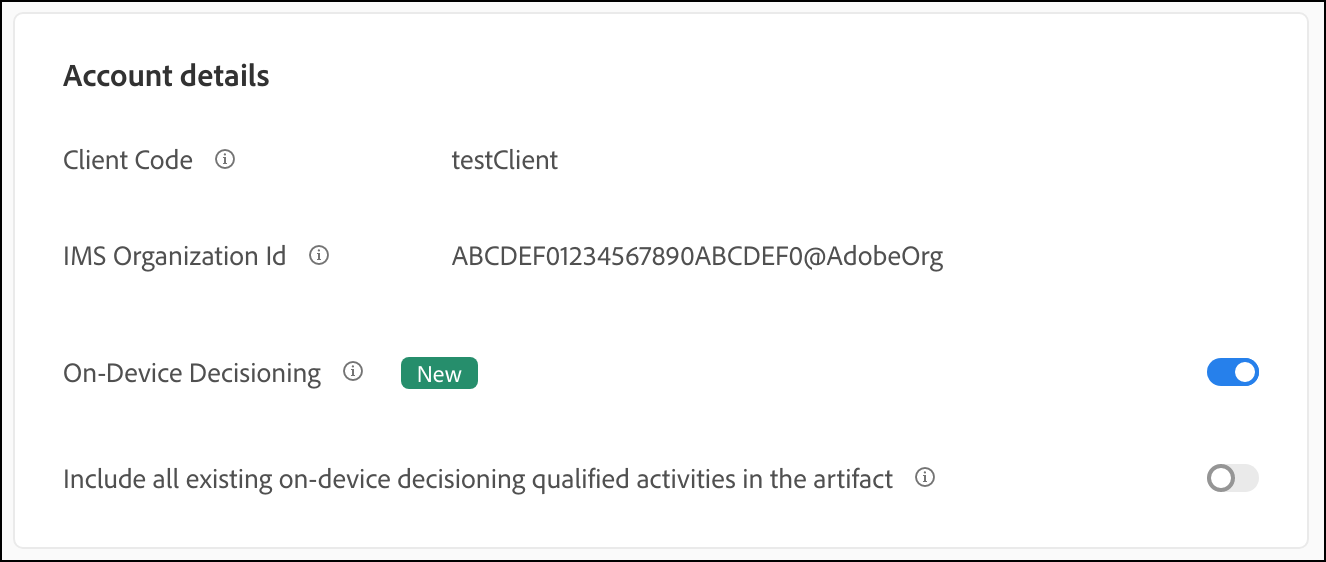 Account details
Client Code testClient
IMS Organization Id ABCDEF01234567890ABCDEF0@AdobeOrg
On-Device Decisioning New
Include all existing on-device decisioning qualified activities in the artifact